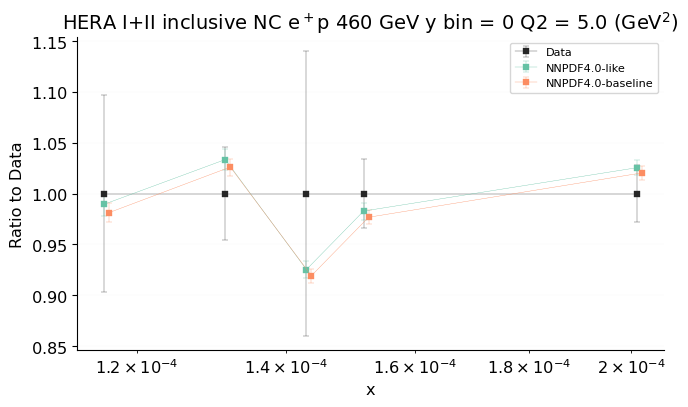 HERA I+II inclusive NC e⁺p 460 GeV y bin = 0 Q2 = 5.0 (GeV²)
Data
NNPDF4.0-like
NNPDF4.0-baseline
Ratio to Data
1.15
1.10
1.05
1.00
0.95
0.90
0.85
1.2 × 10⁻⁴
1.4 × 10⁻⁴
1.6 × 10⁻⁴
1.8 × 10⁻⁴
2 × 10⁻⁴
x